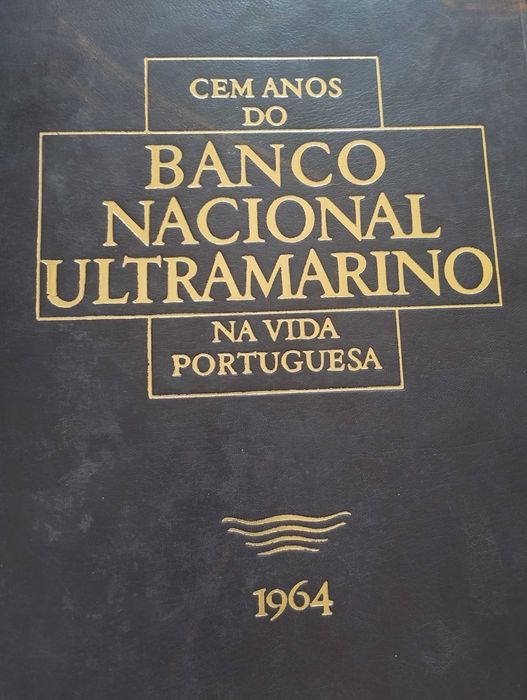 CEM ANOS
DO
BANCO
NACIONAL
ULTRAMARINO
NA VIDA
PORTUGUESA
1964